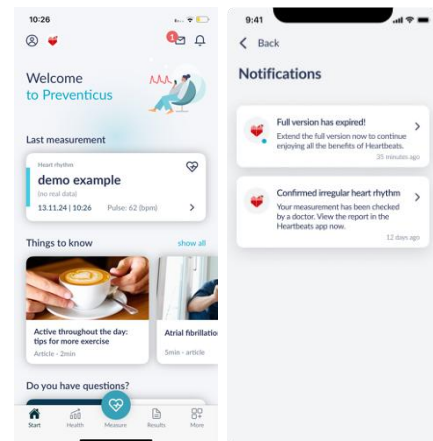 10:26
1
Welcome
to Preventicus
Last measurement
Heart rhythm
demo example
(no real data)
13.11.24 | 10:26 Pulse: 62 (bpm)
Things to know
show all
Active throughout the day:
tips for more exercise
Article - 2min
Atrial fibrillatio
5min - article
Do you have questions?
Start
Health
Measure
Results
More
9:41
Back
Notifications
Full version has expired!
Extend the full version now to continue
enjoying all the benefits of Heartbeats.
35 minutes ago
Confirmed irregular heart rhythm
Your measurement has been checked
by a doctor. View the report in the
Heartbeats app now.
12 days ago